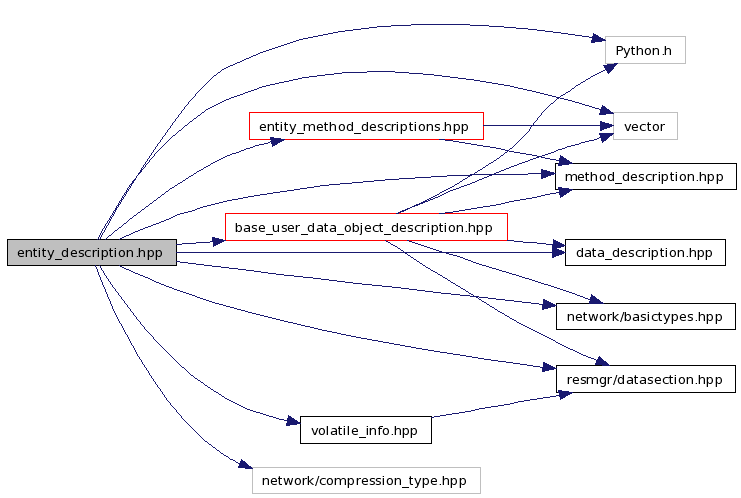 Python.h
entity_method_descriptions.hpp
vector
method_description.hpp
base_user_data_object_description.hpp
entity_description.hpp
data_description.hpp
network/basictypes.hpp
resmgr/datasection.hpp
volatile_info.hpp
network/compression_type.hpp